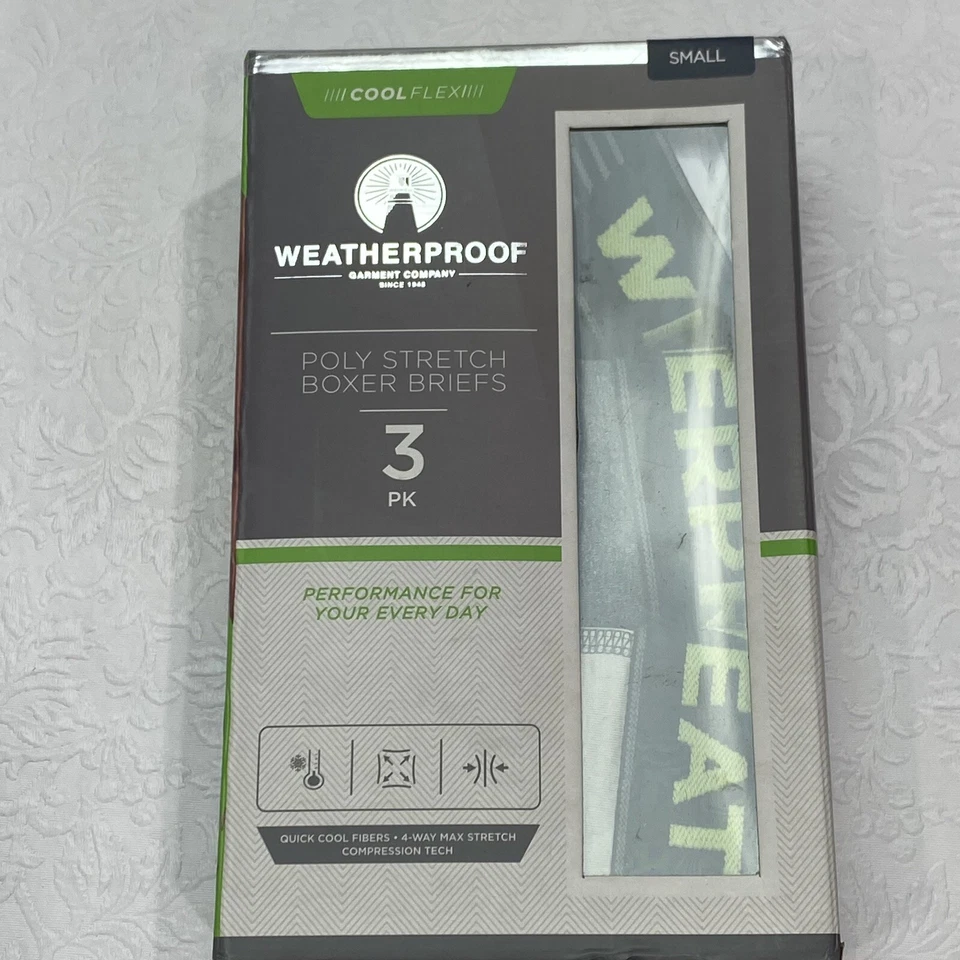 SMALL
//// COOLFLEX ////
WEATHERPROOF
GARMENT COMPANY
SINCE 1948
POLY STRETCH
BOXER BRIEFS
3
PK
PERFORMANCE FOR
YOUR EVERY DAY
QUICK COOL FIBERS • 4-WAY MAX STRETCH
COMPRESSION TECH